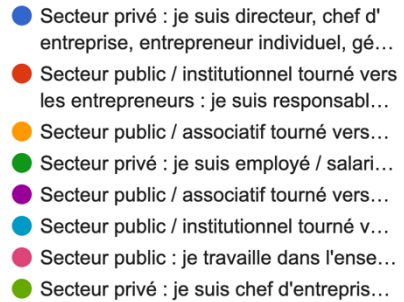 Secteur privé : je suis directeur, chef d'
entreprise, entrepreneur individuel, gé…
Secteur public / institutionnel tourné vers
les entrepreneurs : je suis responsabl…
Secteur public / associatif tourné vers…
Secteur privé : je suis employé / salari…
Secteur public / associatif tourné vers…
Secteur public / institutionnel tourné v…
Secteur public : je travaille dans l'ense…
Secteur privé : je suis chef d'entrepris…